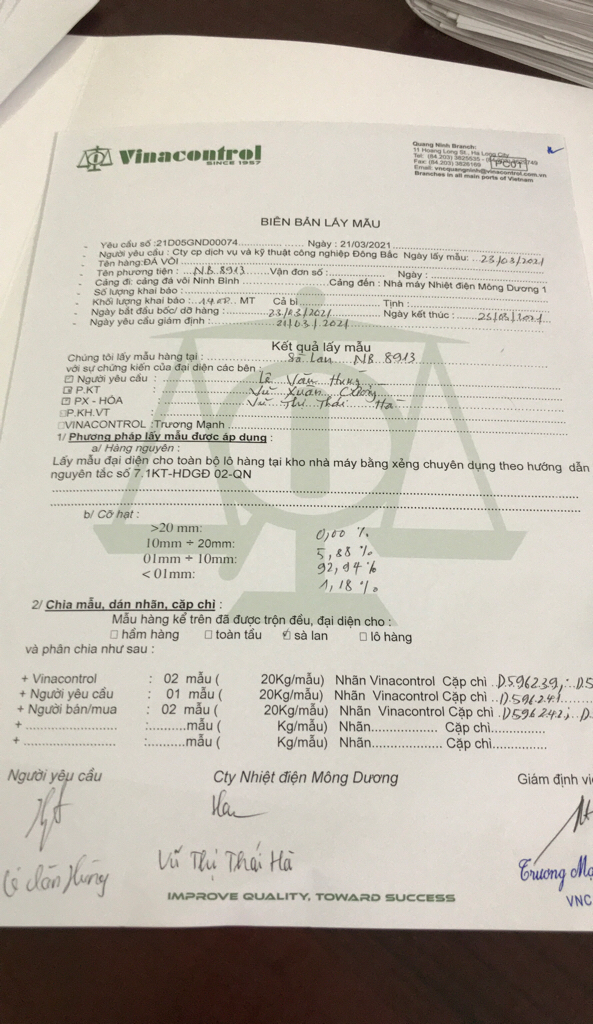 Vinacontrol
SINCE 1957
Quang Ninh Branch:
11 Hoang Long St., Ha Long City
Tel: (84.203) 3825535
Fax: (84.203) 3826169
PC01
Email: vncquangninh@vinacontrol.com.vn
Branches in all main ports of Vietnam
BIÊN BẢN LẤY MẪU
- Yêu cầu số :21D05GND00074 Ngày : 21/03/2021
- Người yêu cầu : Cty cp dịch vụ và kỹ thuật công nghiệp Đông Bắc Ngày lấy mẫu: 23/03/2021
- Tên hàng:ĐÁ VÔI
- Tên phương tiện : NB 8913 Vận đơn số : Ngày :
- Cảng đi: cảng đá vôi Ninh Bình Cảng đến : Nhà máy Nhiệt điện Mông Dương 1
- Số lượng khai báo :
- Khối lượng khai báo : MT Cả bì Tịnh :
- Ngày bắt đầu bốc/ dỡ hàng : 23/03/2021 Ngày kết thúc : 25/03/2021
- Ngày yêu cầu giám định : 21/03/2021
Kết quả lấy mẫu
Chúng tôi lấy mẫu hàng tại : Sà Lan NB 8913
với sự chứng kiến của đại diện các bên :
Người yêu cầu : Lê Văn Hưng
P.KT : Vũ Xuân
PX - HÓA : Vũ Thị Thái Hà
P.KH.VT :
VINACONTROL :Trương Mạnh
1/ Phương pháp lấy mẫu được áp dụng :
a/ Hàng nguyên :
Lấy mẫu đại diện cho toàn bộ lô hàng tại kho nhà máy bằng xẻng chuyên dụng theo hướng dẫn
nguyên tắc số 7.1KT-HDGĐ 02-QN
b/ Cỡ hạt :
>20 mm: 0,00 %
10mm ÷ 20mm: 5,88 %
01mm ÷ 10mm: 92,94 %
< 01mm: 1,18 %
2/ Chia mẫu, dán nhãn, cặp chì :
Mẫu hàng kể trên đã được trộn đều, đại diện cho :
hầm hàng toàn tầu sà lan lô hàng
và phân chia như sau :
+ Vinacontrol : 02 mẫu ( 20Kg/mẫu) Nhãn Vinacontrol Cặp chì D596239;
+ Người yêu cầu : 01 mẫu ( 20Kg/mẫu) Nhãn Vinacontrol Cặp chì D596241
+ Người bán/mua : 02 mẫu ( 20Kg/mẫu) Nhãn Vinacontrol Cặp chì D596242;
+ : mẫu ( Kg/mẫu) Nhãn Cặp chì
+ : mẫu ( Kg/mẫu) Nhãn Cặp chì
Người yêu cầu Cty Nhiệt điện Mông Dương Giám định vi
Vũ Thị Thái Hà
Trương
VNC
IMPROVE QUALITY, TOWARD SUCCESS